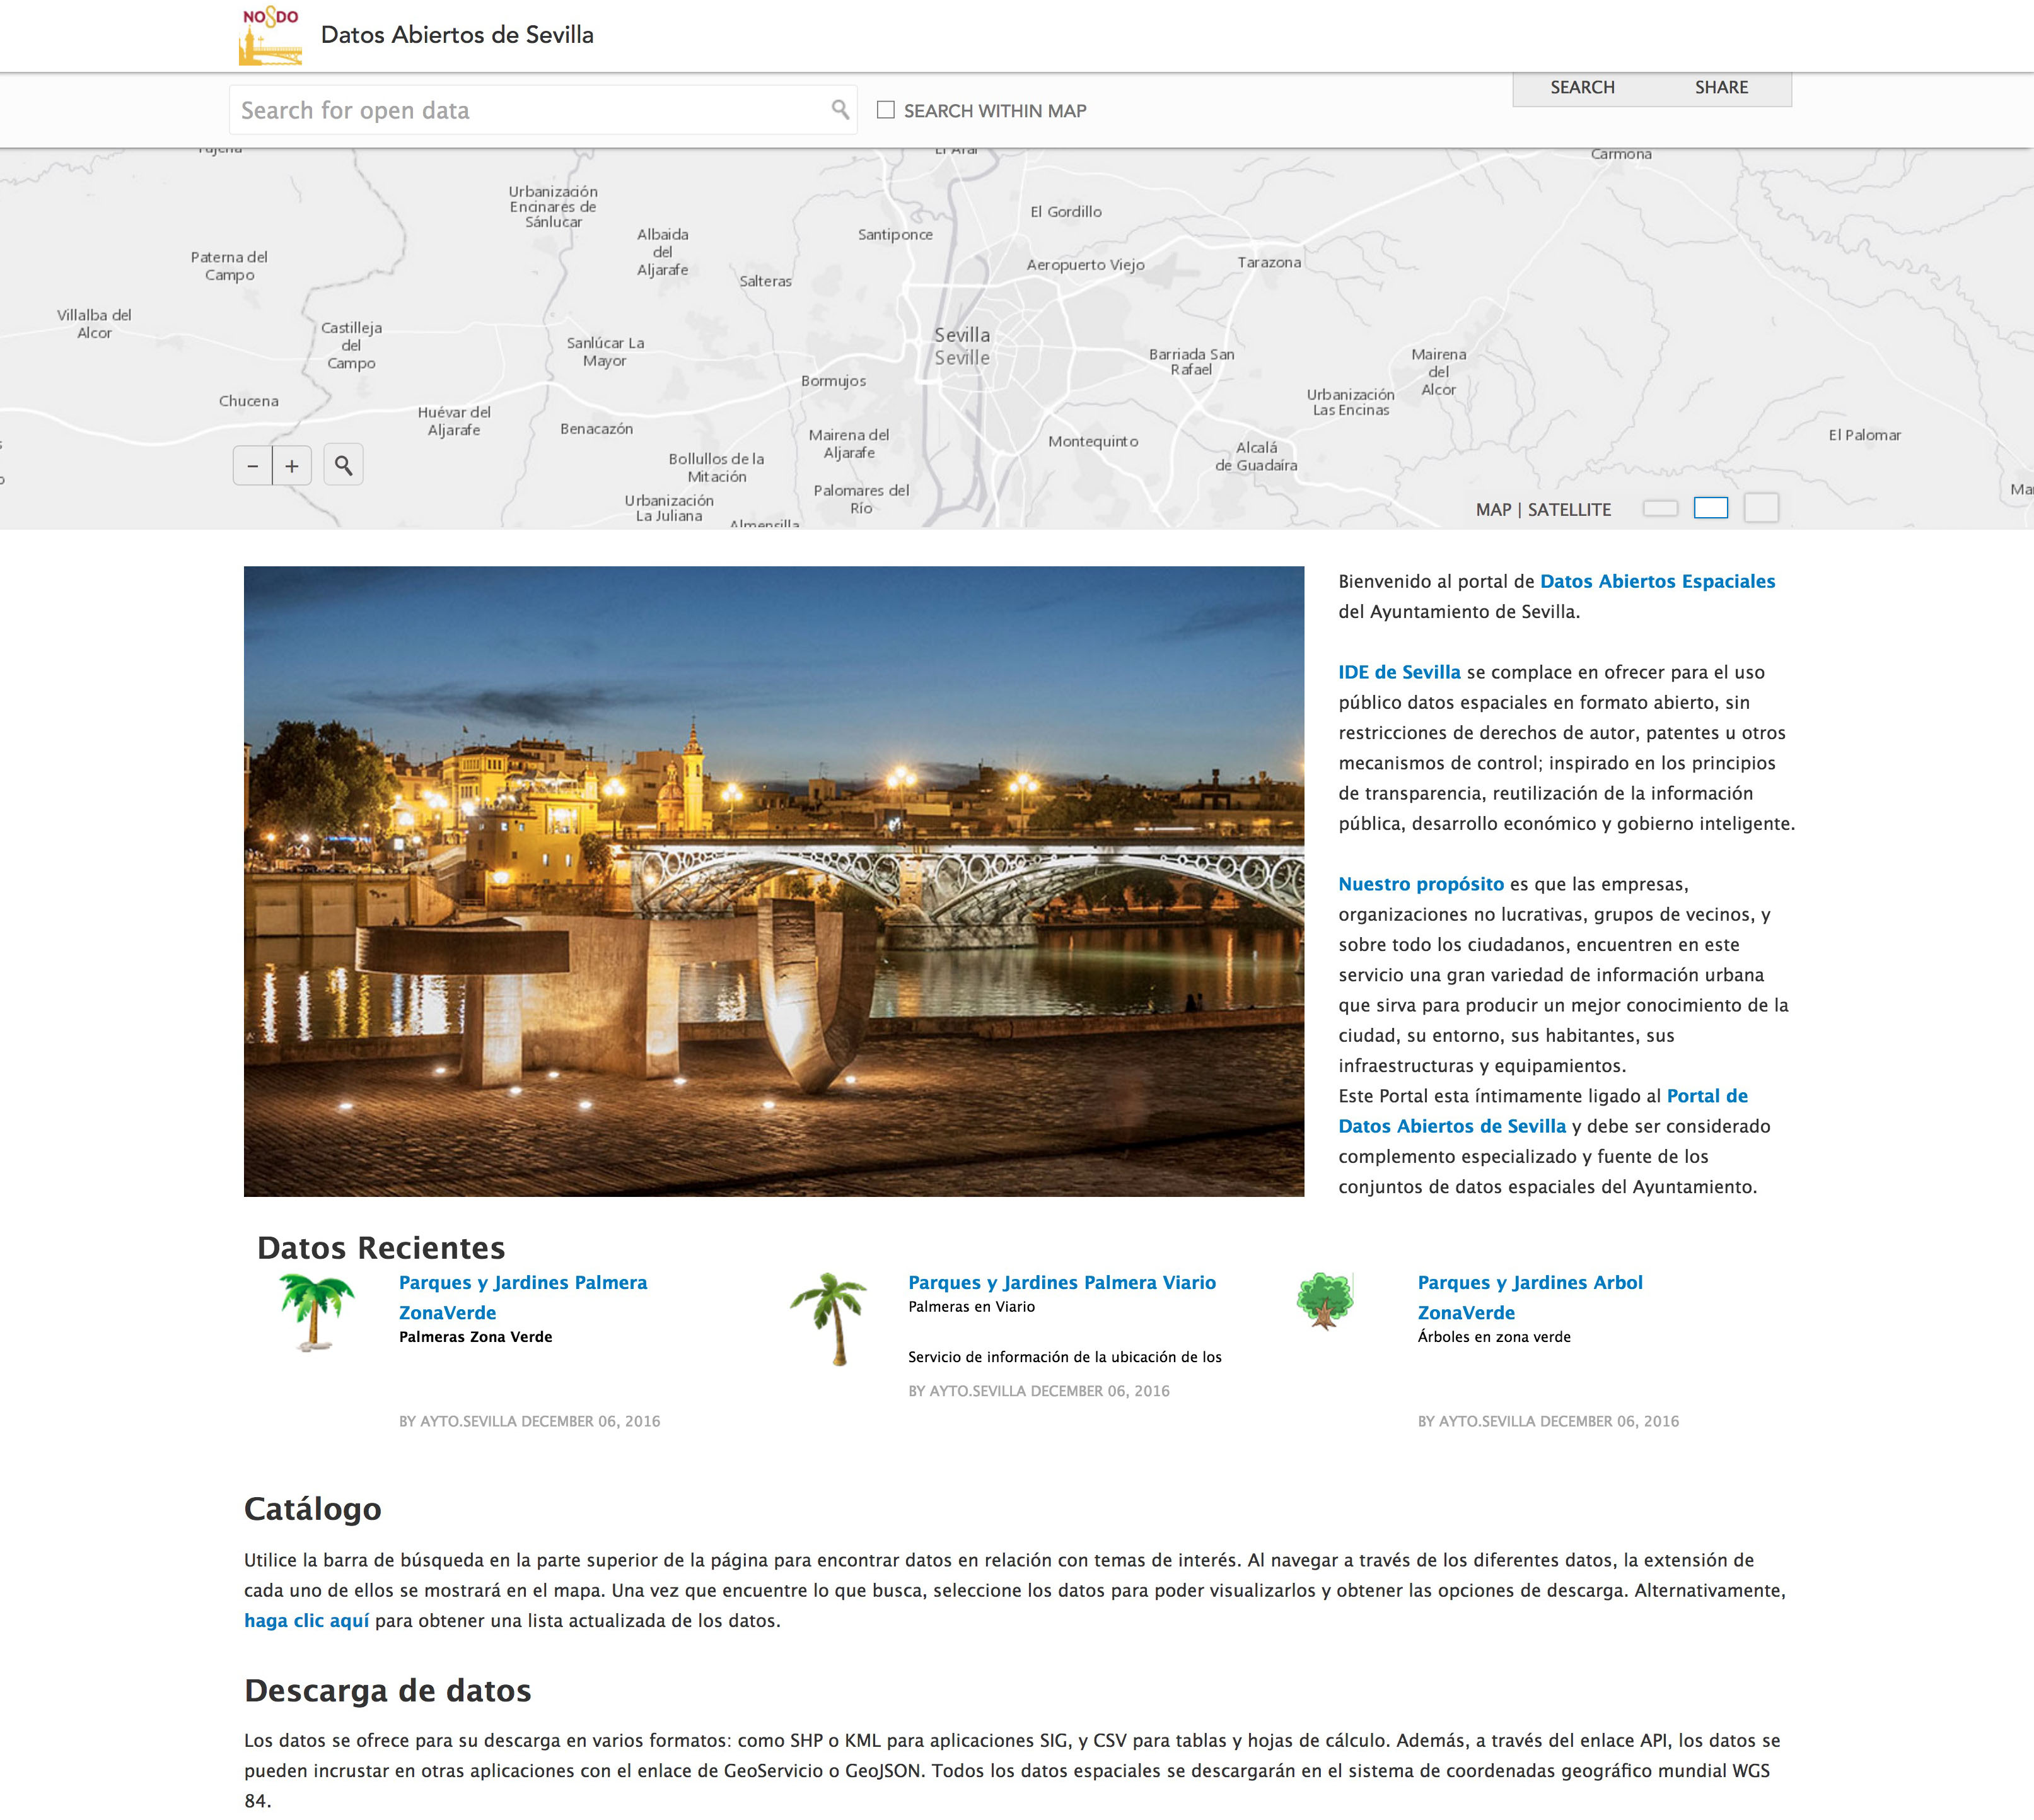 NO8DO
Datos Abiertos de Sevilla
SEARCH SHARE
Search for open data
SEARCH WITHIN MAP
Carmona
Urbanización
Encinares de
Sánlucar
El Gordillo
Albaida
del
Aljarafe
Santiponce
Paterna del
Campo
Aeropuerto Viejo
Tarazona
Salteras
Villalba del
Alcor
Castilleja
del
Campo
Sanlúcar La
Mayor
Sevilla
Seville
Barriada San
Rafael
Mairena
del
Alcor
Bormujos
Urbanización
Las Encinas
Chucena
Huévar del
Aljarafe
Benacazón
Mairena del
Aljarafe
Montequinto
Alcalá
de Guadaíra
El Palomar
Bollullos de la
Mitación
Palomares del
Río
Urbanización
La Juliana
Almensilla
− +
MAP | SATELLITE
Bienvenido al portal de Datos Abiertos Espaciales
del Ayuntamiento de Sevilla.
IDE de Sevilla se complace en ofrecer para el uso
público datos espaciales en formato abierto, sin
restricciones de derechos de autor, patentes u otros
mecanismos de control; inspirado en los principios
de transparencia, reutilización de la información
pública, desarrollo económico y gobierno inteligente.
Nuestro propósito es que las empresas,
organizaciones no lucrativas, grupos de vecinos, y
sobre todo los ciudadanos, encuentren en este
servicio una gran variedad de información urbana
que sirva para producir un mejor conocimiento de la
ciudad, su entorno, sus habitantes, sus
infraestructuras y equipamientos.
Este Portal esta íntimamente ligado al Portal de
Datos Abiertos de Sevilla y debe ser considerado
complemento especializado y fuente de los
conjuntos de datos espaciales del Ayuntamiento.
Datos Recientes
Parques y Jardines Palmera
ZonaVerde
Palmeras Zona Verde
BY AYTO.SEVILLA DECEMBER 06, 2016
Parques y Jardines Palmera Viario
Palmeras en Viario
Servicio de información de la ubicación de los
BY AYTO.SEVILLA DECEMBER 06, 2016
Parques y Jardines Arbol
ZonaVerde
Árboles en zona verde
BY AYTO.SEVILLA DECEMBER 06, 2016
Catálogo
Utilice la barra de búsqueda en la parte superior de la página para encontrar datos en relación con temas de interés. Al navegar a través de los diferentes datos, la extensión de
cada uno de ellos se mostrará en el mapa. Una vez que encuentre lo que busca, seleccione los datos para poder visualizarlos y obtener las opciones de descarga. Alternativamente,
haga clic aquí para obtener una lista actualizada de los datos.
Descarga de datos
Los datos se ofrece para su descarga en varios formatos: como SHP o KML para aplicaciones SIG, y CSV para tablas y hojas de cálculo. Además, a través del enlace API, los datos se
pueden incrustar en otras aplicaciones con el enlace de GeoServicio o GeoJSON. Todos los datos espaciales se descargarán en el sistema de coordenadas geográfico mundial WGS
84.